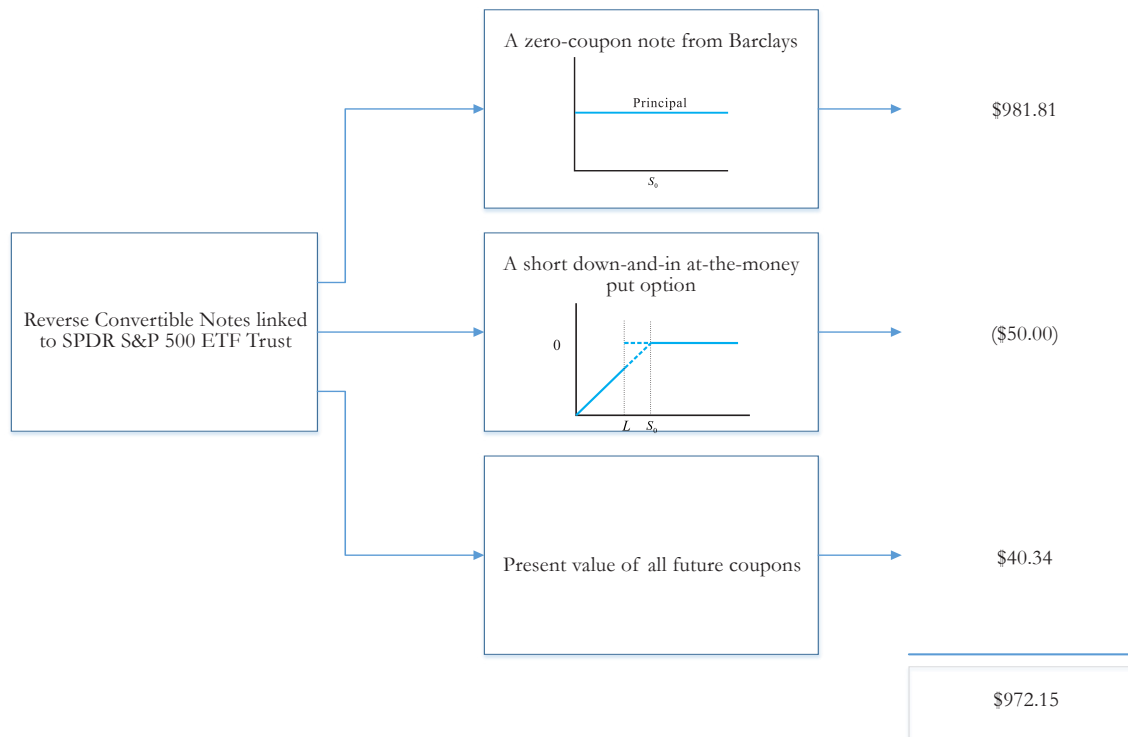 Reverse Convertible Notes linked
to SPDR S&P 500 ETF Trust
A zero-coupon note from Barclays
Principal
S₀
$981.81
A short down-and-in at-the-money
put option
0
L S₀
($50.00)
Present value of all future coupons
$40.34
$972.15